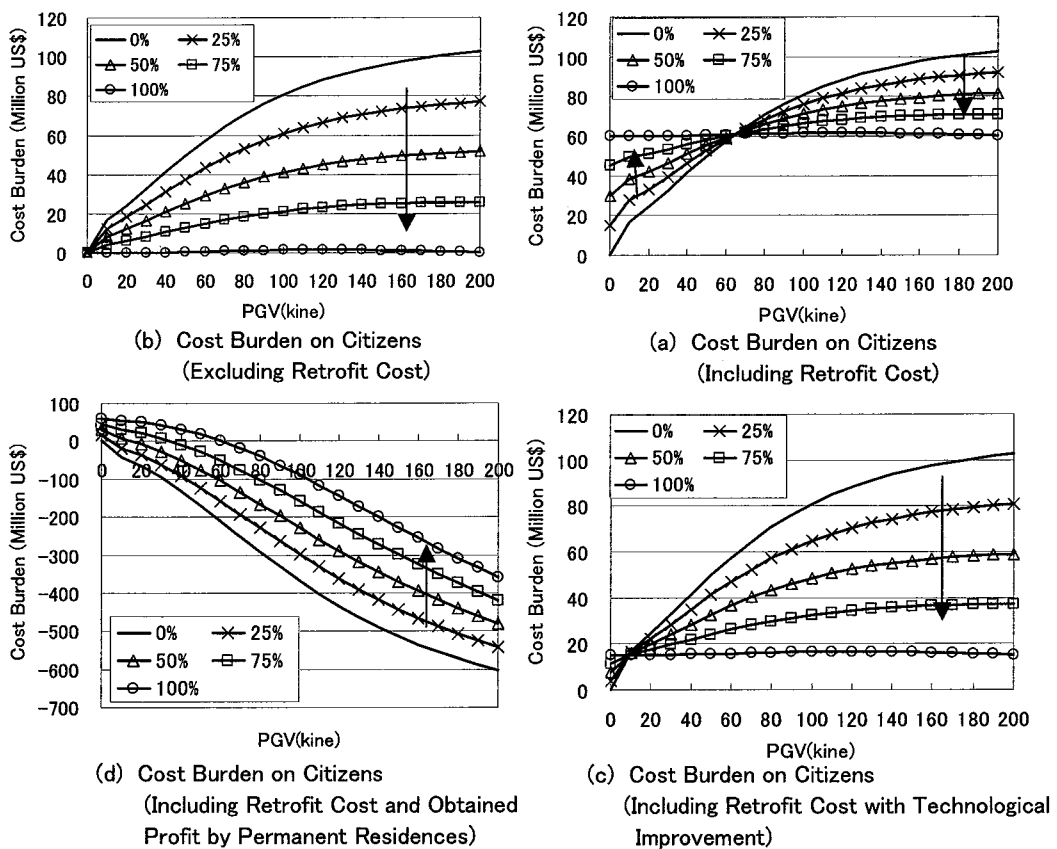 Cost Burden (Million US$)
120
100
80
60
40
20
0
0% 25%
50% 75%
100%
0 20 40 60 80 100 120 140 160 180 200
PGV(kine)
(b) Cost Burden on Citizens
(Excluding Retrofit Cost)
Cost Burden (Million US$)
120
100
80
60
40
20
0
0% 25%
50% 75%
100%
0 20 40 60 80 100 120 140 160 180 200
PGV(kine)
(a) Cost Burden on Citizens
(Including Retrofit Cost)
Cost Burden (Million US$)
100
0
-100
-200
-300
-400
-500
-600
-700
0 20 40 60 80 100 120 140 160 180 200
0% 25%
50% 75%
100%
PGV(kine)
(d) Cost Burden on Citizens
(Including Retrofit Cost and Obtained
Profit by Permanent Residences)
Cost Burden (Million US$)
120
100
80
60
40
20
0
0% 25%
50% 75%
100%
0 20 40 60 80 100 120 140 160 180 200
PGV(kine)
(c) Cost Burden on Citizens
(Including Retrofit Cost with Technological
Improvement)